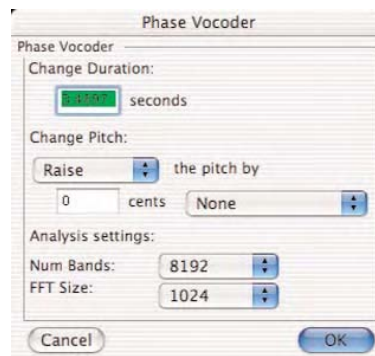 Phase Vocoder
Phase Vocoder
Change Duration:
seconds
Change Pitch:
Raise the pitch by
0 cents None
Analysis settings:
Num Bands: 8192
FFT Size: 1024
Cancel OK